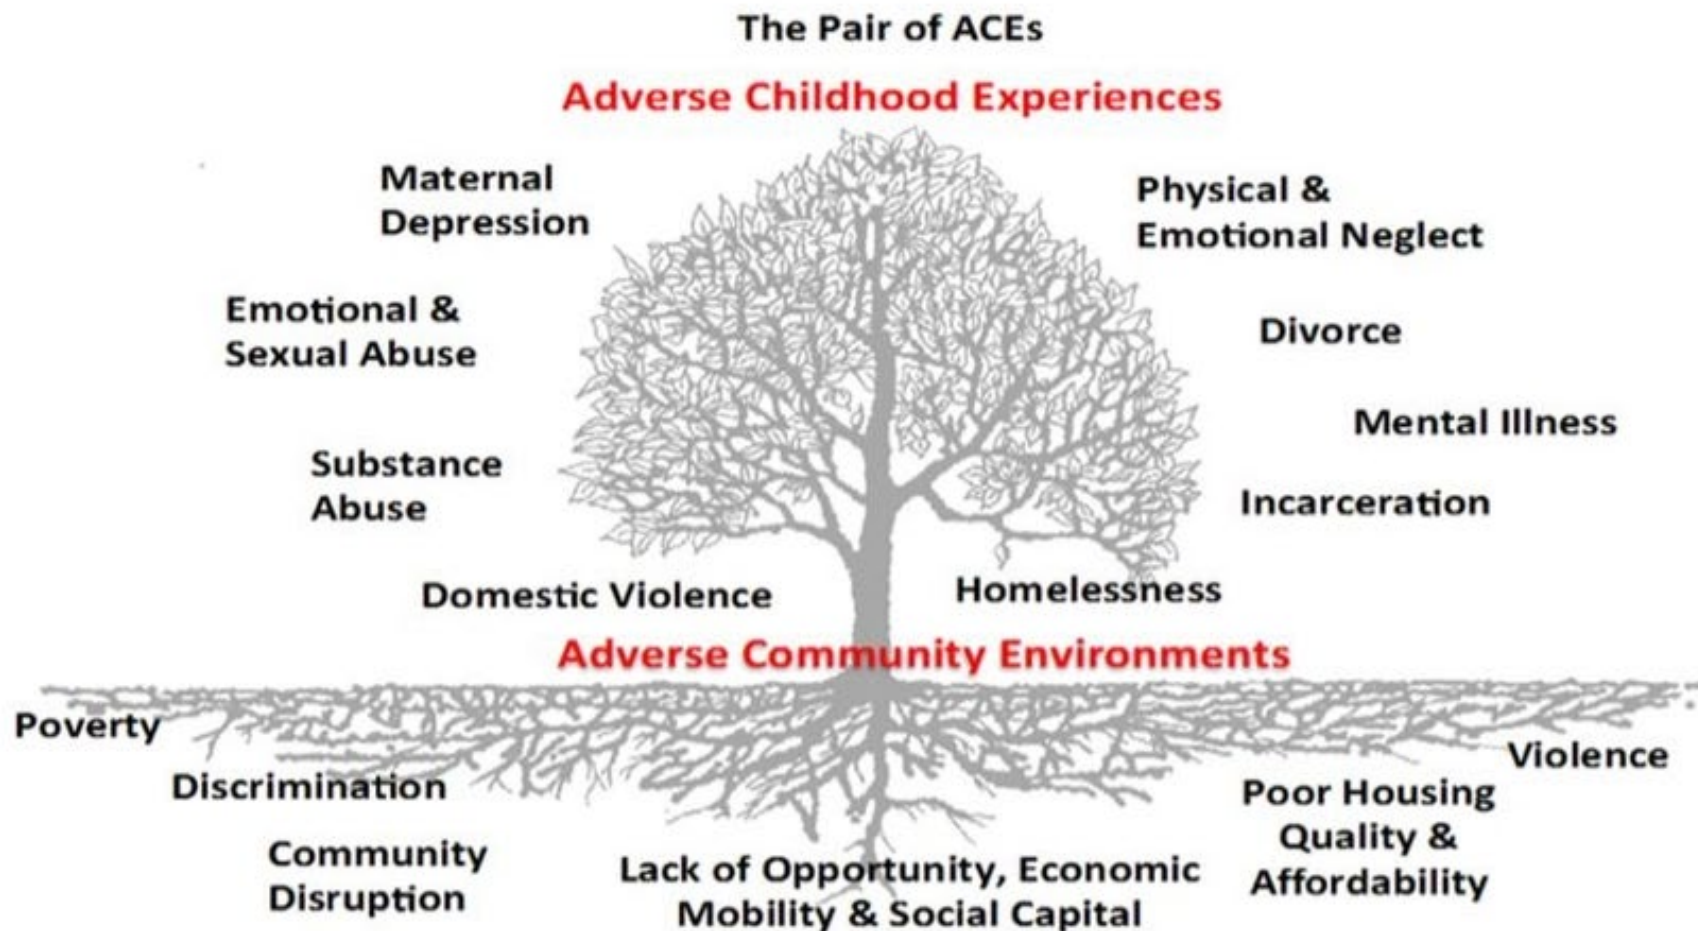 The Pair of ACEs
Adverse Childhood Experiences
Maternal
Depression
Physical &
Emotional Neglect
Emotional &
Sexual Abuse
Divorce
Mental Illness
Substance
Abuse
Incarceration
Domestic Violence
Homelessness
Adverse Community Environments
Poverty
Violence
Discrimination
Poor Housing
Quality &
Affordability
Community
Disruption
Lack of Opportunity, Economic
Mobility & Social Capital